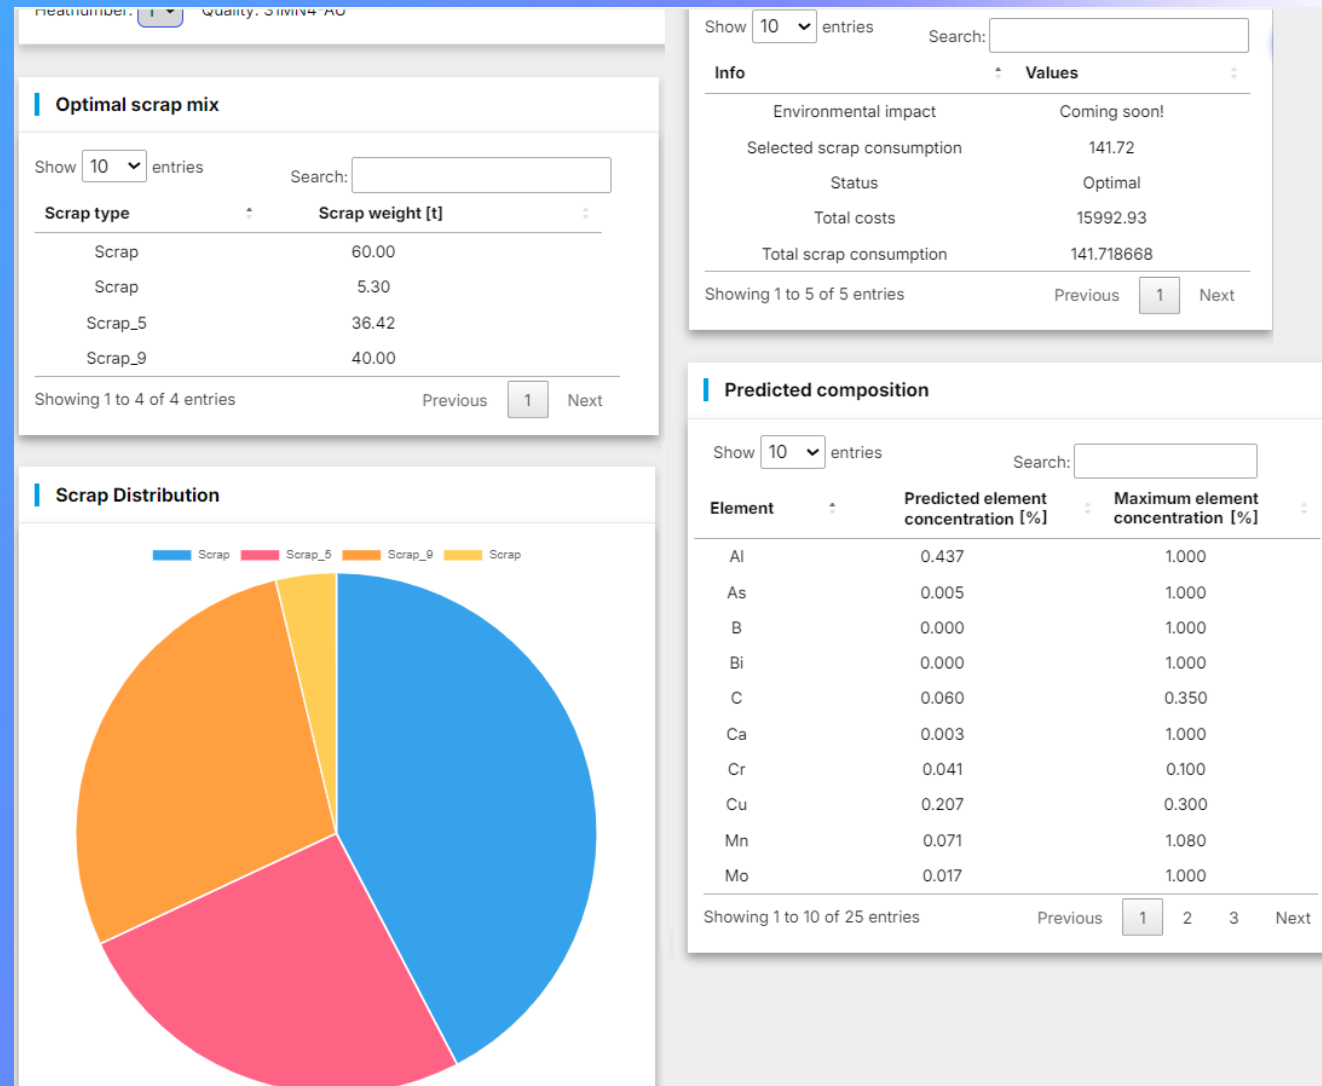 Heatnumber: 1 Quality: S1MN4-AU
Optimal scrap mix
Show 10 entries
Search:
Scrap type Scrap weight [t]
Scrap 60.00
Scrap 5.30
Scrap_5 36.42
Scrap_9 40.00
Showing 1 to 4 of 4 entries Previous 1 Next
Scrap Distribution
Scrap Scrap_5 Scrap_9 Scrap
Show 10 entries
Search:
Info Values
Environmental impact Coming soon!
Selected scrap consumption 141.72
Status Optimal
Total costs 15992.93
Total scrap consumption 141.718668
Showing 1 to 5 of 5 entries Previous 1 Next
Predicted composition
Show 10 entries
Search:
Element Predicted element concentration [%] Maximum element concentration [%]
Al 0.437 1.000
As 0.005 1.000
B 0.000 1.000
Bi 0.000 1.000
C 0.060 0.350
Ca 0.003 1.000
Cr 0.041 0.100
Cu 0.207 0.300
Mn 0.071 1.080
Mo 0.017 1.000
Showing 1 to 10 of 25 entries Previous 1 2 3 Next